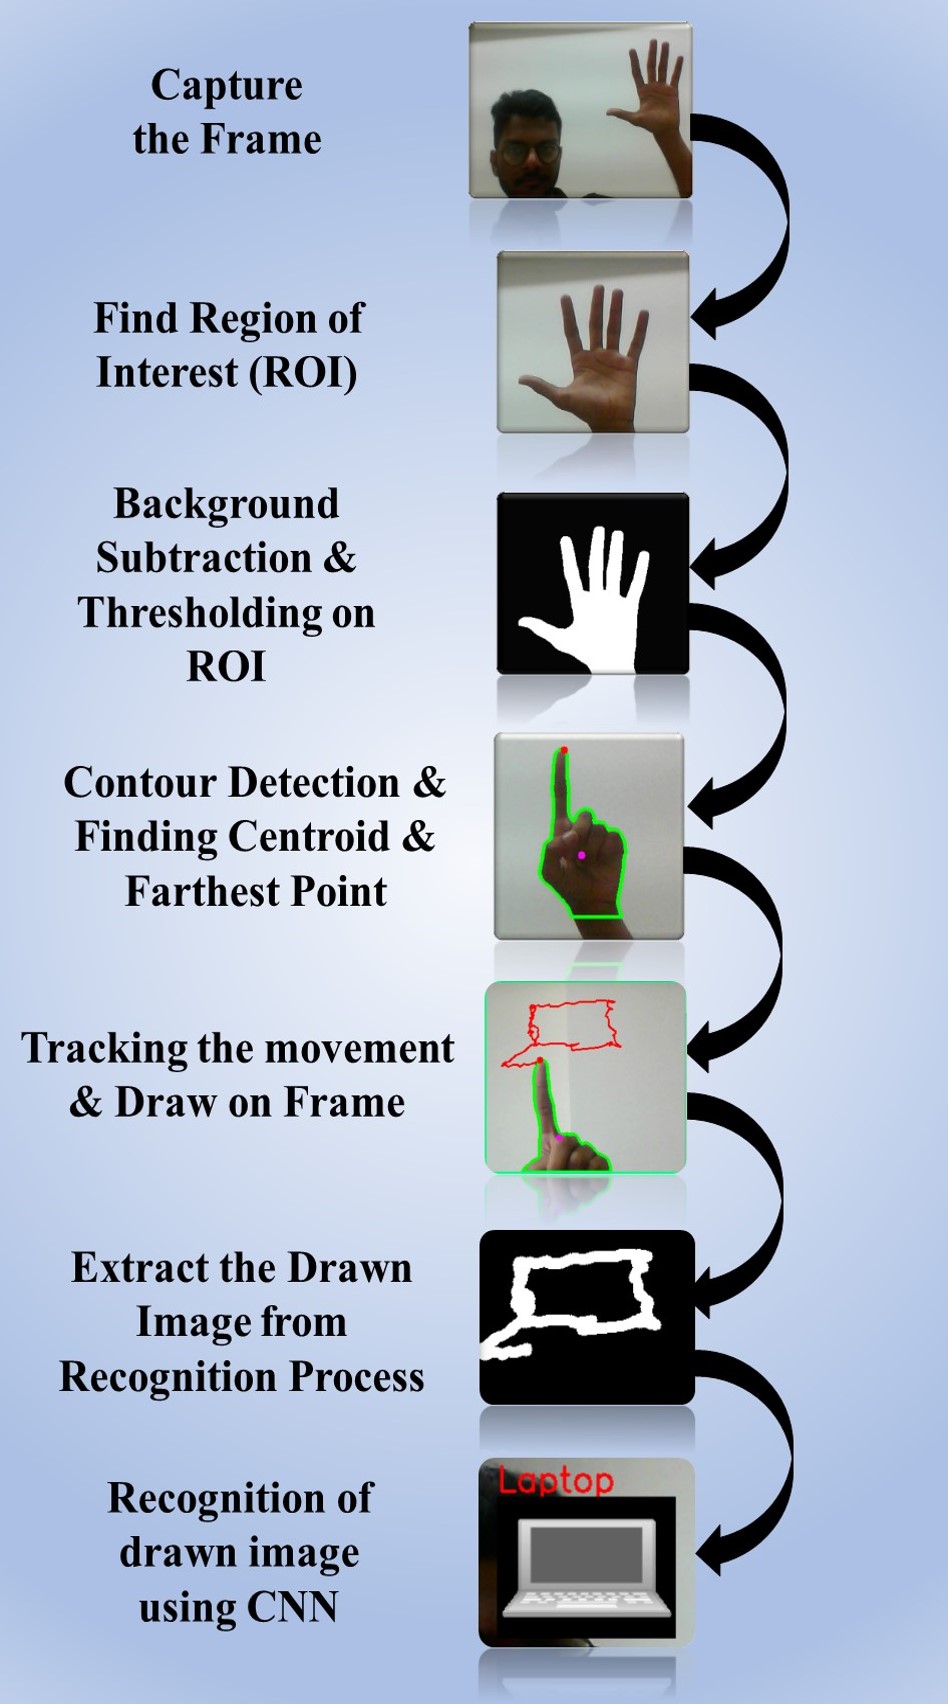 Capture
the Frame
Find Region of
Interest (ROI)
Background
Subtraction &
Thresholding on
ROI
Contour Detection &
Finding Centroid &
Farthest Point
Tracking the movement
& Draw on Frame
Extract the Drawn
Image from
Recognition Process
Laptop
Recognition of
drawn image
using CNN